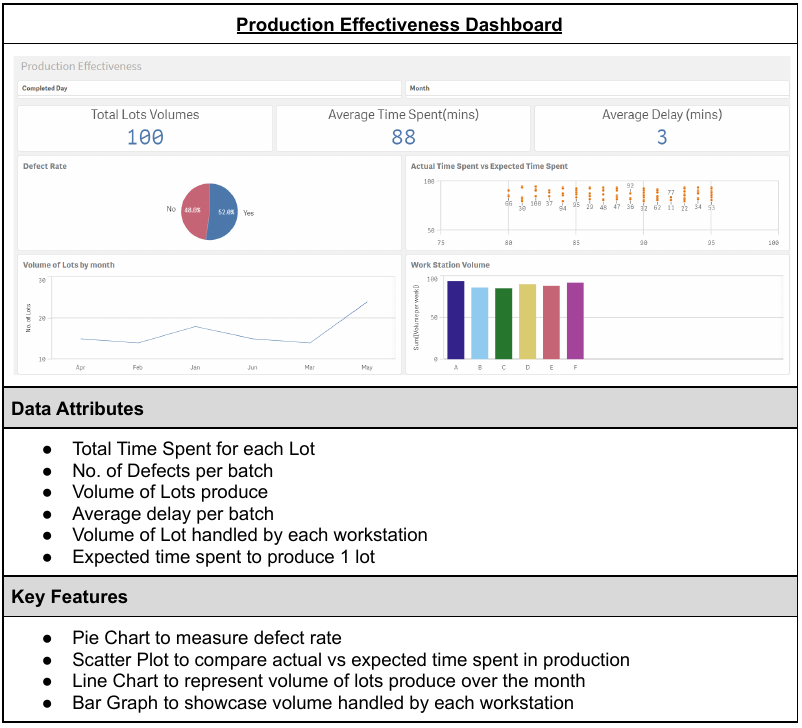 Production Effectiveness Dashboard
Production Effectiveness
Completed Day
Month
Total Lots Volumes
100
Average Time Spent(mins)
88
Average Delay (mins)
3
Defect Rate
No
48.0%
52.0%
Yes
Actual Time Spent vs Expected Time Spent
100
50
92
77
66
30
100
37
94
95
29
48
47
36
32
62
11
22
34
53
75
80
85
90
95
100
Volume of Lots by month
No. of Lots
30
20
10
Apr
Feb
Jan
Jun
Mar
May
Work Station Volume
Sum([Volume per week])
100
50
0
A
B
C
D
E
F
Data Attributes
● Total Time Spent for each Lot
● No. of Defects per batch
● Volume of Lots produce
● Average delay per batch
● Volume of Lot handled by each workstation
● Expected time spent to produce 1 lot
Key Features
● Pie Chart to measure defect rate
● Scatter Plot to compare actual vs expected time spent in production
● Line Chart to represent volume of lots produce over the month
● Bar Graph to showcase volume handled by each workstation